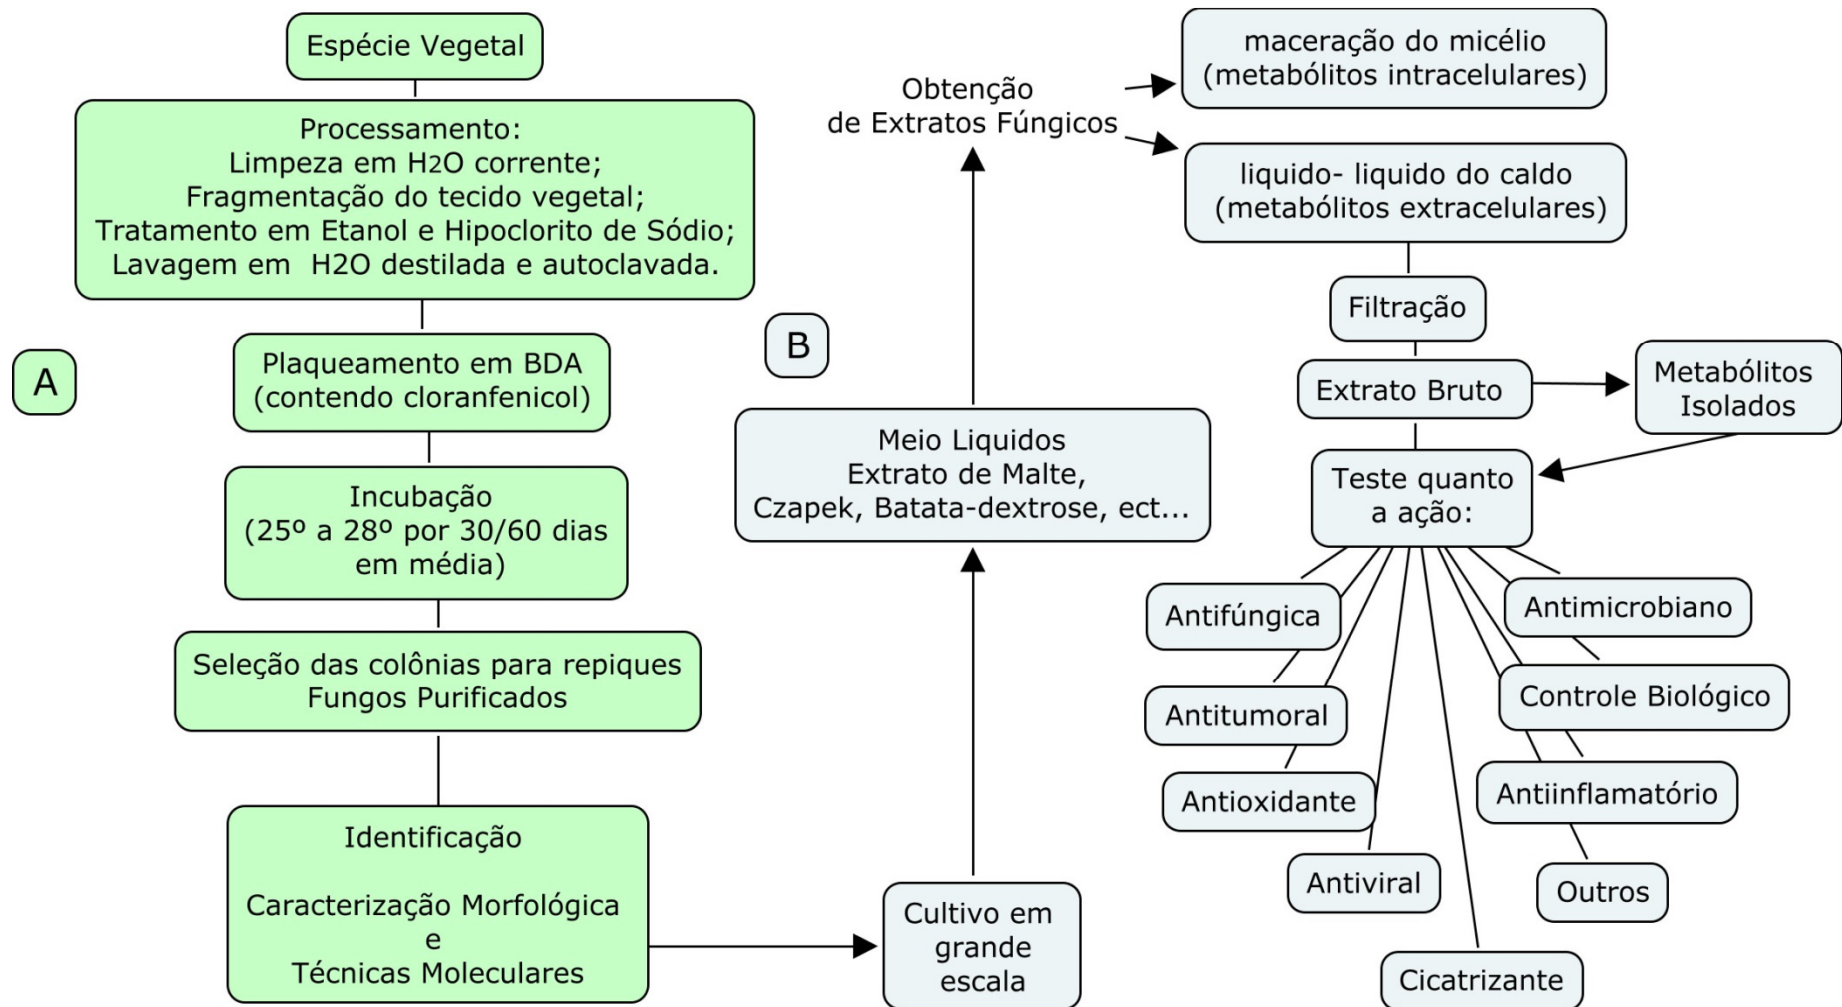 Espécie Vegetal
Processamento:
Limpeza em H2O corrente;
Fragmentação do tecido vegetal;
Tratamento em Etanol e Hipoclorito de Sódio;
Lavagem em H2O destilada e autoclavada.
A
Plaqueamento em BDA
(contendo cloranfenicol)
Incubação
(25º a 28º por 30/60 dias
em média)
Seleção das colônias para repiques
Fungos Purificados
Identificação
Caracterização Morfológica
e
Técnicas Moleculares
B
Cultivo em
grande
escala
Meio Liquidos
Extrato de Malte,
Czapek, Batata-dextrose, ect...
Obtenção
de Extratos Fúngicos
maceração do micélio
(metabólitos intracelulares)
liquido- liquido do caldo
(metabólitos extracelulares)
Filtração
Extrato Bruto
Metabólitos
Isolados
Teste quanto
a ação:
Antifúngica
Antimicrobiano
Antitumoral
Controle Biológico
Antioxidante
Antiinflamatório
Antiviral
Outros
Cicatrizante